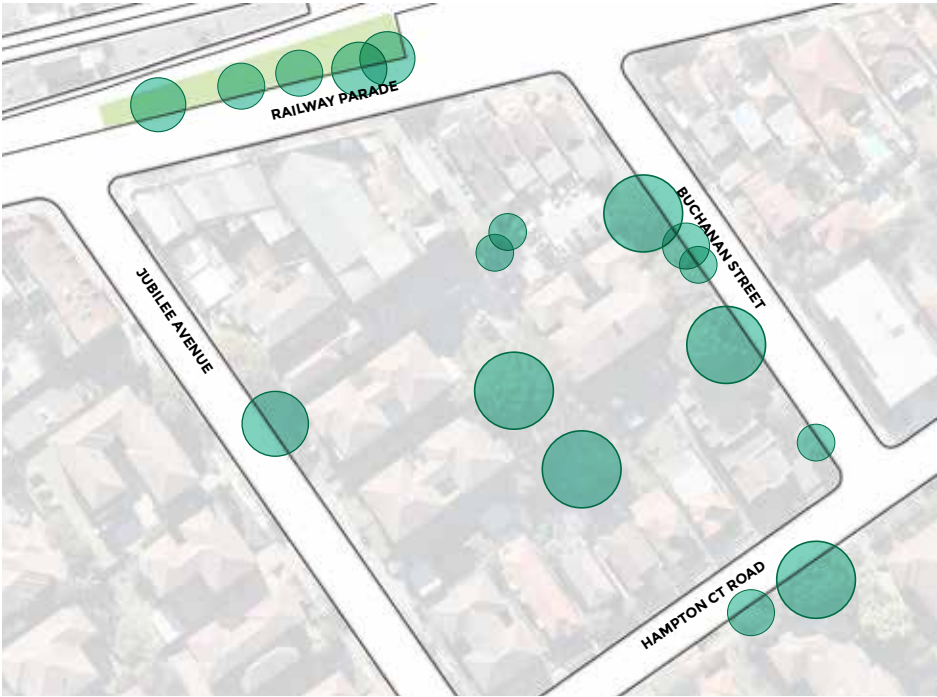 RAILWAY PARADE
BUCHANAN STREET
JUBILEE AVENUE
HAMPTON CT ROAD